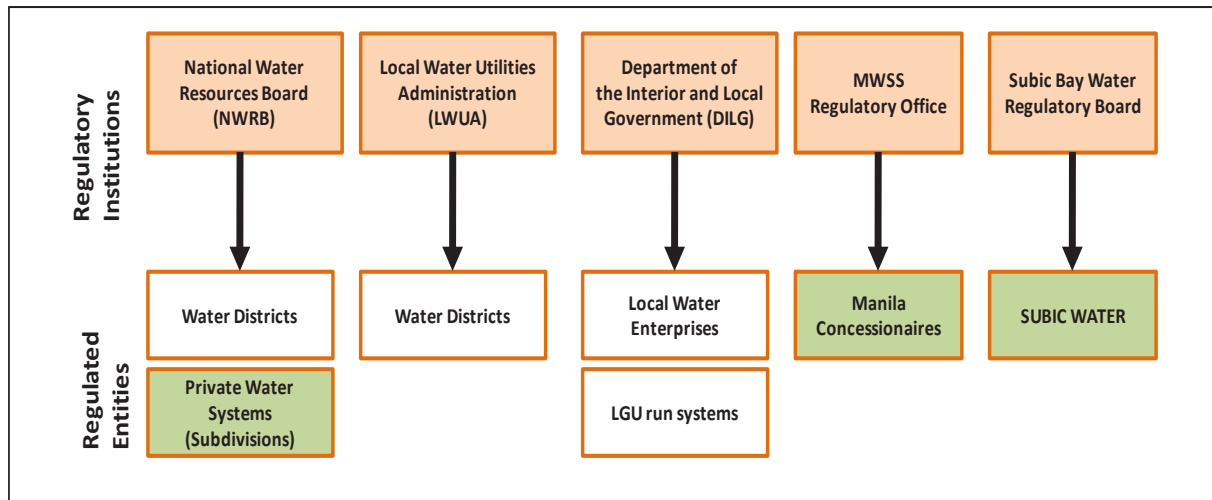 Regulatory
Institutions
National Water
Resources Board
(NWRB)
Local Water Utilities
Administration
(LWUA)
Department of
the Interior and Local
Government (DILG)
MWSS
Regulatory Office
Subic Bay Water
Regulatory Board
Regulated
Entities
Water Districts
Water Districts
Local Water
Enterprises
Manila
Concessionaires
SUBIC WATER
Private Water
Systems
(Subdivisions)
LGU run systems